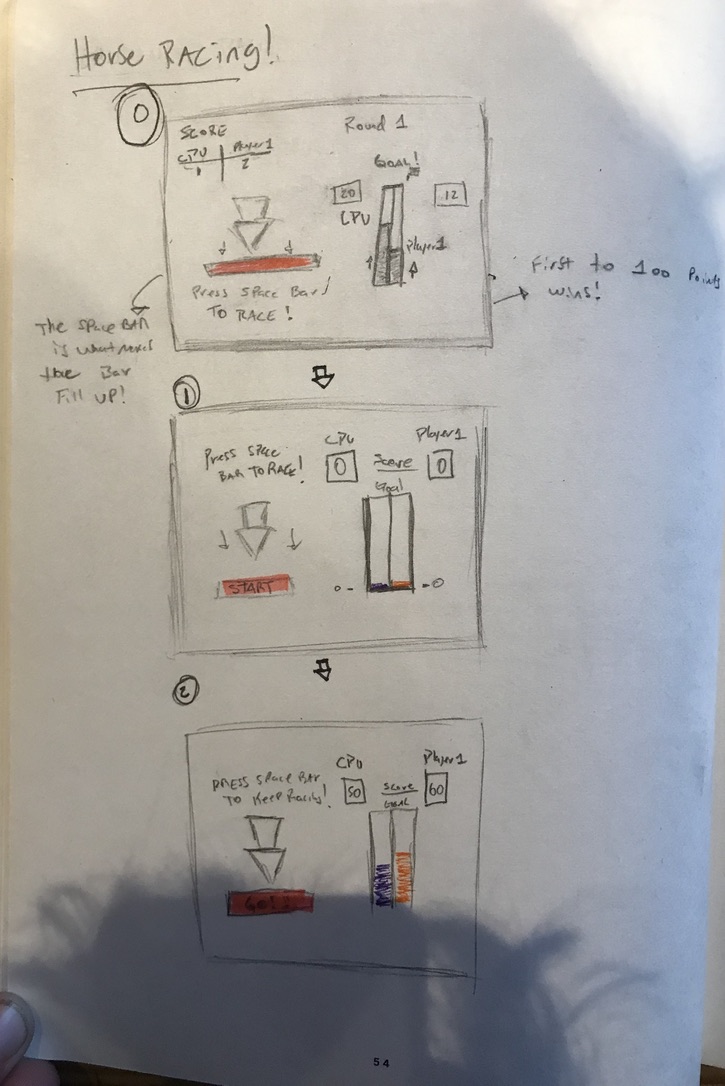 Horse RACing!
0
SCORE
CPU Player1
1 2
Round 1
GOAL!
20
12
CPU
Player1
Press Space Bar
TO RACE!
The SPace BAR
is what makes
the Bar
Fill UP!
First to 100 Points
wins!
1
Press Space
BAR TO RACE!
CPU
Player1
0
Score
0
Goal
START
0-
-0
2
PRESS SPace BAR
To Keep Racing!
CPU
Player1
50
Score
60
GOAL
GO!
54